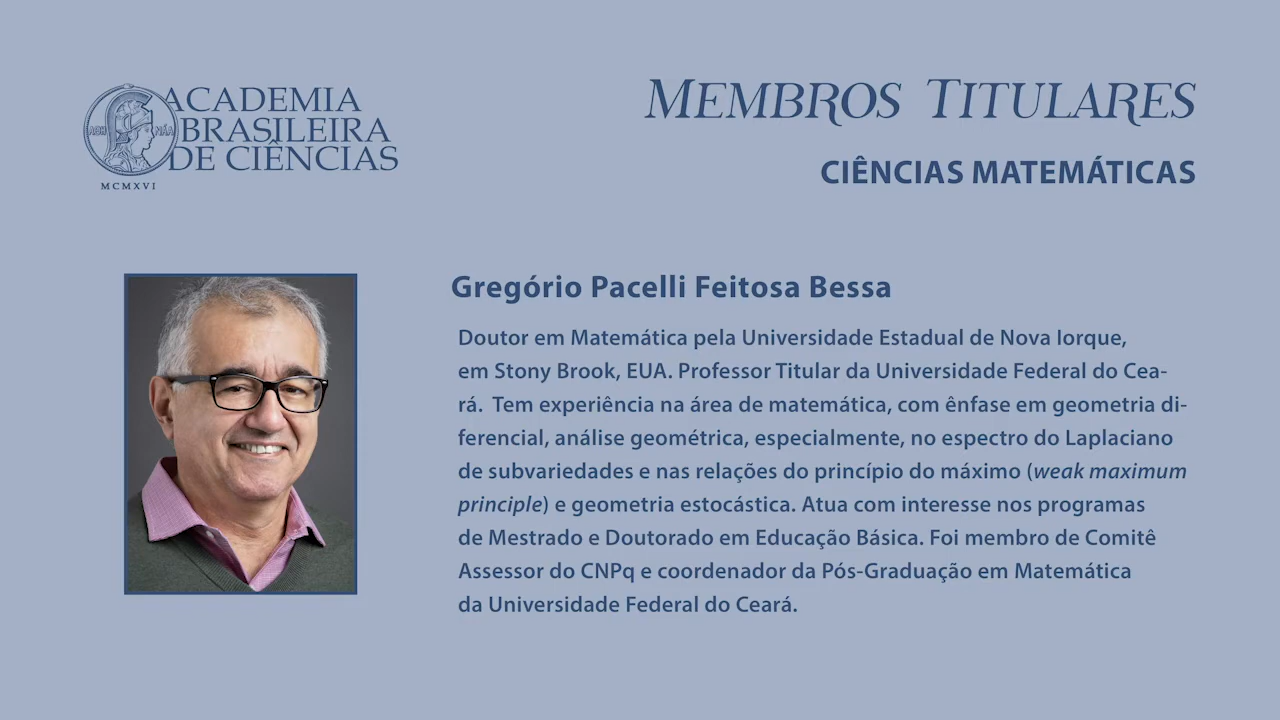 ACADEMIA
BRASILEIRA
DE CIÊNCIAS
MCMXVI
MEMBROS TITULARES
CIÊNCIAS MATEMÁTICAS
Gregório Pacelli Feitosa Bessa
Doutor em Matemática pela Universidade Estadual de Nova Iorque,
em Stony Brook, EUA. Professor Titular da Universidade Federal do Cea-
rá.  Tem experiência na área de matemática, com ênfase em geometria di-
ferencial, análise geométrica, especialmente, no espectro do Laplaciano
de subvariedades e nas relações do princípio do máximo (weak maximum
principle) e geometria estocástica. Atua com interesse nos programas
de Mestrado e Doutorado em Educação Básica. Foi membro de Comitê
Assessor do CNPq e coordenador da Pós-Graduação em Matemática
da Universidade Federal do Ceará.